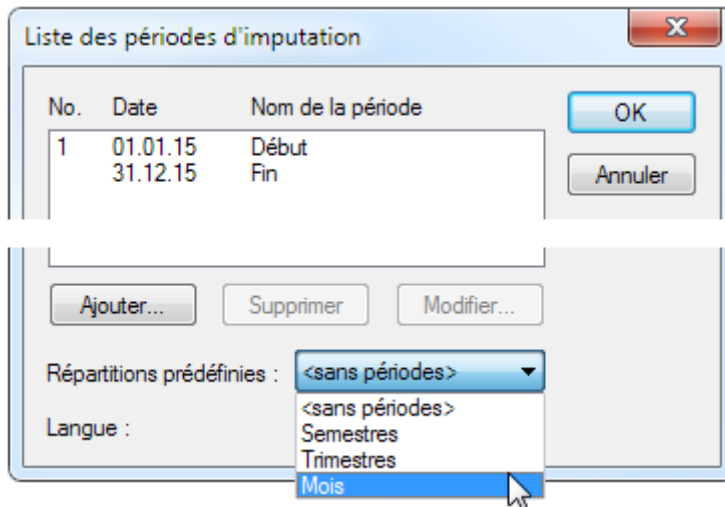 Liste des périodes d'imputation
No. Date Nom de la période
1 01.01.15 Début
31.12.15 Fin
OK
Annuler
Ajouter... Supprimer Modifier...
Répartitions prédéfinies : <sans périodes>
<sans périodes>
Langue :
Semestres
Trimestres
Mois